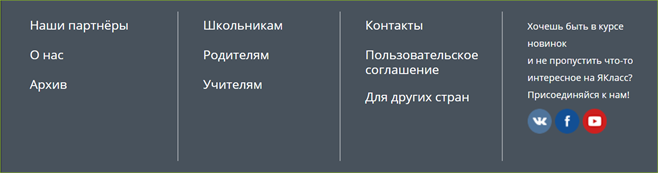 Наши партнёры
О нас
Архив
Школьникам
Родителям
Учителям
Контакты
Пользовательское
соглашение
Для других стран
Хочешь быть в курсе
новинок
и не пропустить что-то
интересное на ЯКласс?
Присоединяйся к нам!